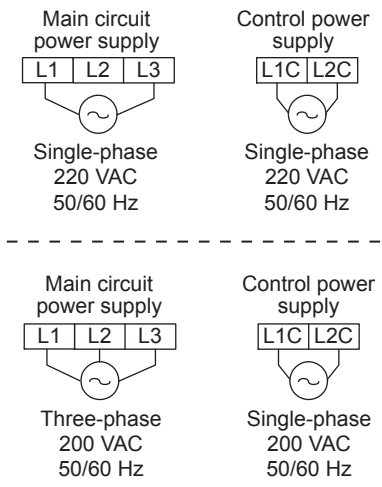 Main circuit
power supply
L1 L2 L3
Single-phase
220 VAC
50/60 Hz
Control power
supply
L1C L2C
Single-phase
220 VAC
50/60 Hz
Main circuit
power supply
L1 L2 L3
Three-phase
200 VAC
50/60 Hz
Control power
supply
L1C L2C
Single-phase
200 VAC
50/60 Hz